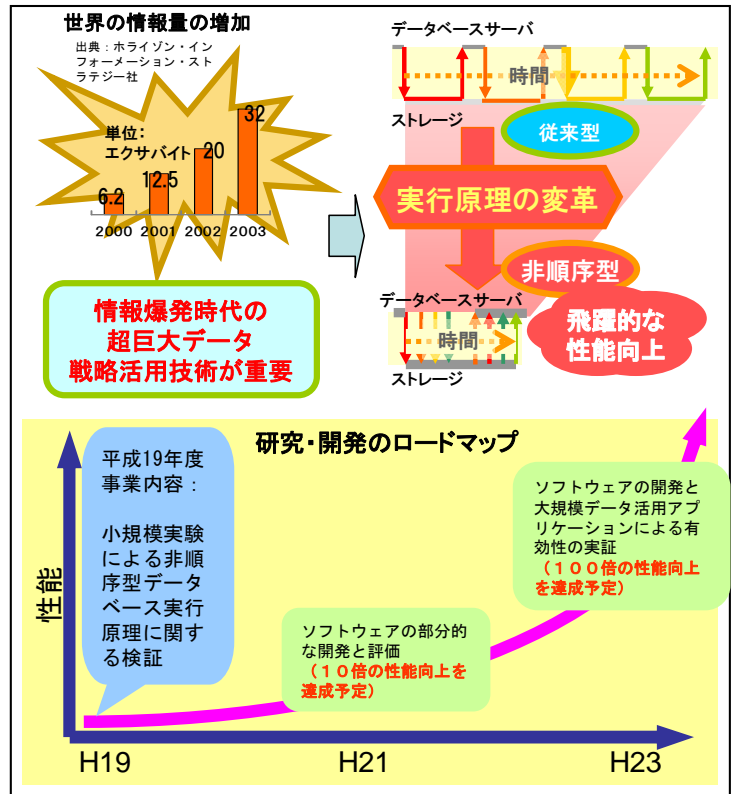 世界の情報量の増加
出典：ホライゾン・イン
フォーメーション・スト
ラテジー社
単位：
エクサバイト
6.2
12.5
20
32
2000
2001
2002
2003
情報爆発時代の
超巨大データ
戦略活用技術が重要
データベースサーバ
時間
ストレージ
従来型
実行原理の変革
非順序型
データベースサーバ
時間
ストレージ
飛躍的な
性能向上
研究・開発のロードマップ
性能
平成19年度
事業内容：
小規模実験
による非順
序型データ
ベース実行
原理に関す
る検証
ソフトウェアの部分的
な開発と評価
（１０倍の性能向上を
達成予定）
ソフトウェアの開発と
大規模データ活用アプ
リケーションによる有
効性の実証
（１００倍の性能向上
を達成予定）
H19
H21
H23